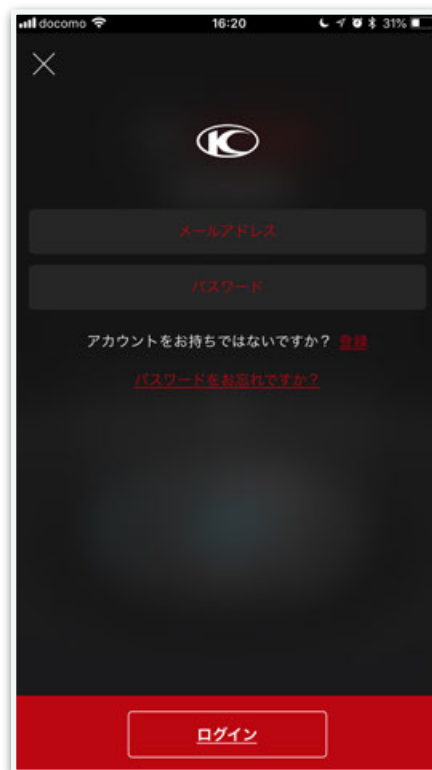 docomo 16:20 31%
メールアドレス
パスワード
アカウントをお持ちではないですか？ 登録
パスワードをお忘れですか？
ログイン